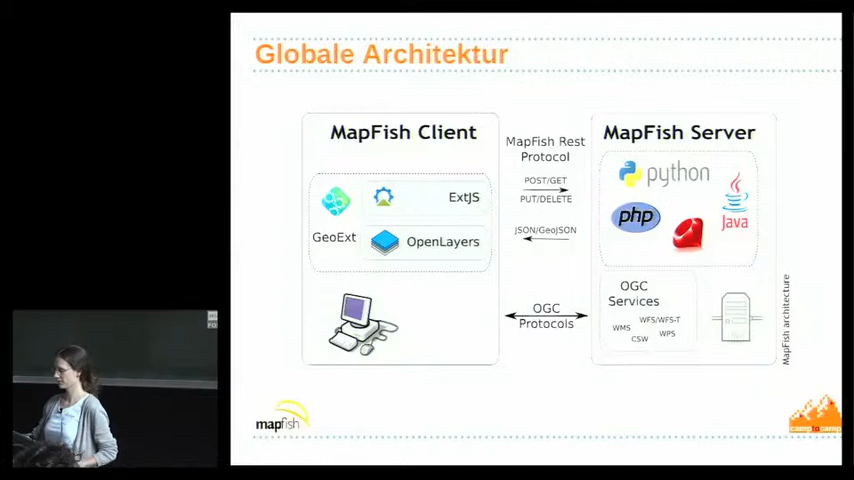 Globale Architektur
MapFish Client
MapFish Rest
Protocol
MapFish Server
POST/GET
PUT/DELETE
JSON/GeoJSON
GeoExt
ExtJS
OpenLayers
python
php
Java
OGC
Protocols
OGC
Services
WFS/WFS-T
WMS
WPS
CSW
MapFish architecture
mapfish
camptocamp